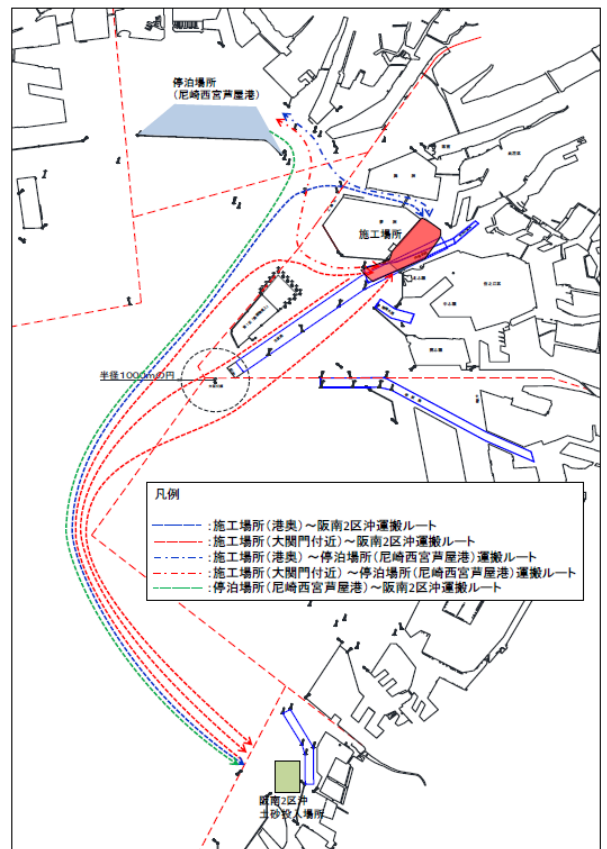 停泊場所
(尼崎西宮芦屋港)
施工場所
半径1000mの円
凡例
:施工場所(港奥)～阪南2区沖運搬ルート
:施工場所(大関門付近)～阪南2区沖運搬ルート
:施工場所(港奥)～停泊場所(尼崎西宮芦屋港)運搬ルート
:施工場所(大関門付近)～停泊場所(尼崎西宮芦屋港)運搬ルート
:停泊場所(尼崎西宮芦屋港)～阪南2区沖運搬ルート
阪南2区沖
土砂投入場所